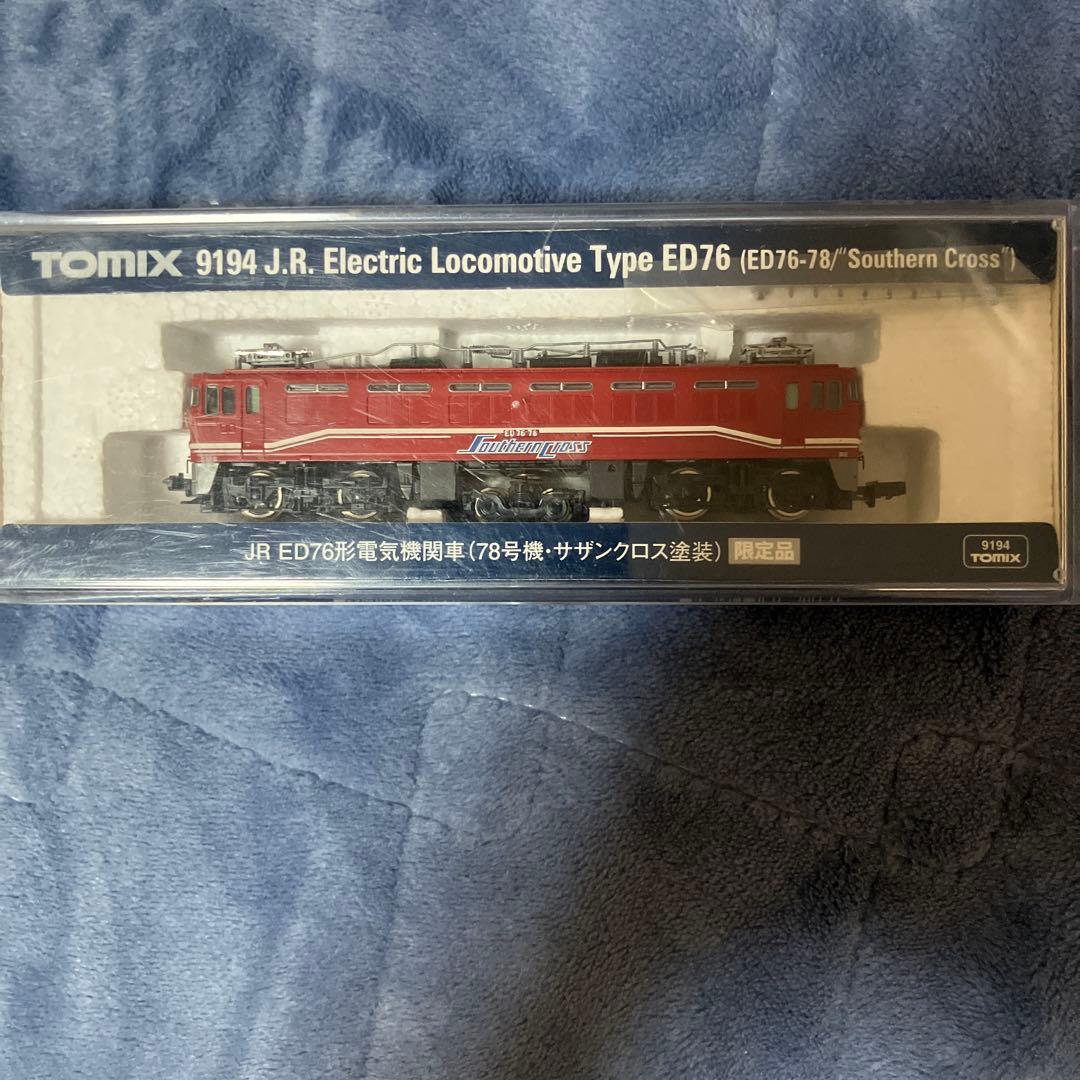 TOMIX 9194 J.R. Electric Locomotive Type ED76 (ED76-78/"Southern Cross")
ED76 78
Southern Cross
JR ED76形電気機関車(78号機・サザンクロス塗装) 限定品
9194
TOMIX